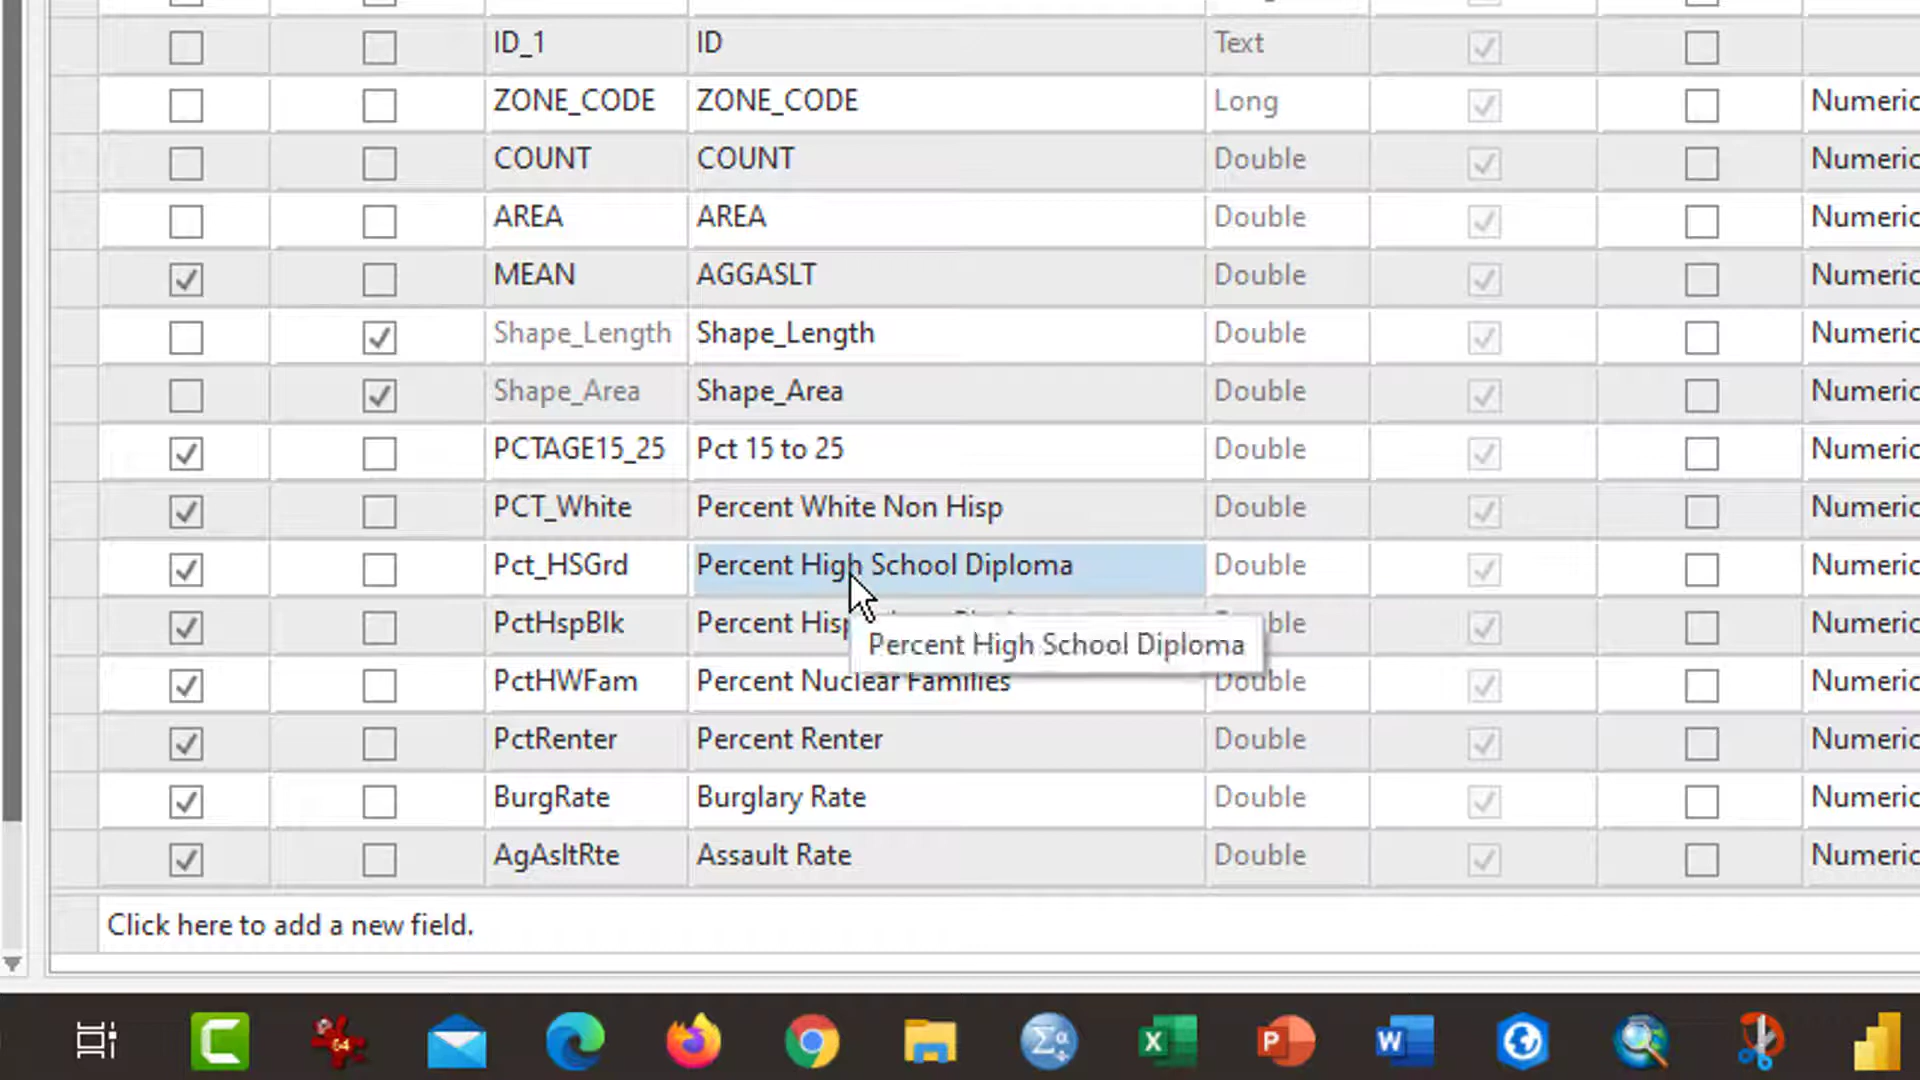 ID_1 ID Text
ZONE_CODE ZONE_CODE Long Numeric
COUNT COUNT Double Numeric
AREA AREA Double Numeric
MEAN AGGASLT Double Numeric
Shape_Length Shape_Length Double Numeric
Shape_Area Shape_Area Double Numeric
PCTAGE15_25 Pct 15 to 25 Double Numeric
PCT_White Percent White Non Hisp Double Numeric
Pct_HSGrd Percent High School Diploma Double Numeric
PctHspBlk Percent Numeric
Percent High School Diploma
PctHWFam Percent Nuclear Families Double Numeric
PctRenter Percent Renter Double Numeric
BurgRate Burglary Rate Double Numeric
AgAsltRte Assault Rate Double Numeric
Click here to add a new field.